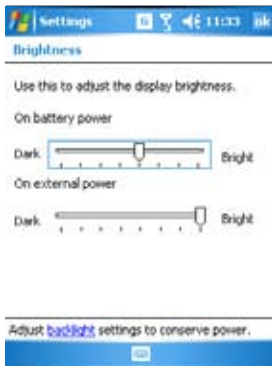 Settings 11:33 ok
Brightness
Use this to adjust the display brightness.
On battery power
Dark Bright
On external power
Dark Bright
Adjust backlight settings to conserve power.